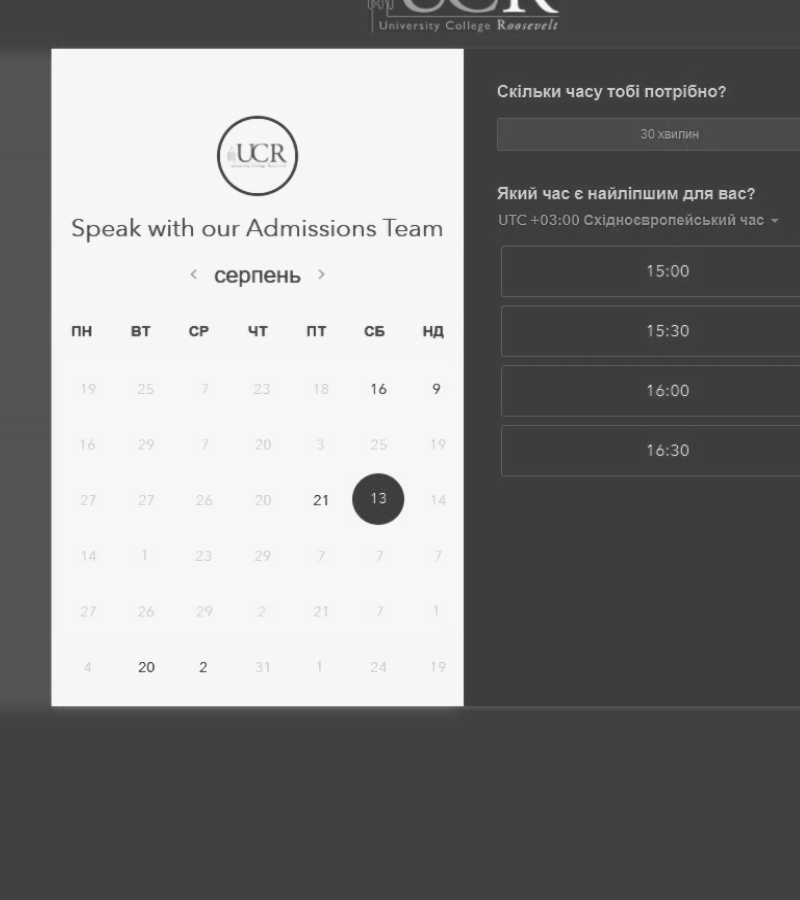 UCR
University College Roosevelt
UCR
Speak with our Admissions Team
серпень
ПН ВТ СР ЧТ ПТ СБ НД
19 25 7 23 18 16 9
16 29 7 20 3 25 19
27 27 26 20 21 13 14
14 1 23 29 7 7 7
27 26 29 2 21 7 1
4 20 2 31 1 24 19
Скільки часу тобі потрібно?
30 хвилин
Який час є найліпшим для вас?
UTC +03:00 Східноєвропейський час
15:00
15:30
16:00
16:30